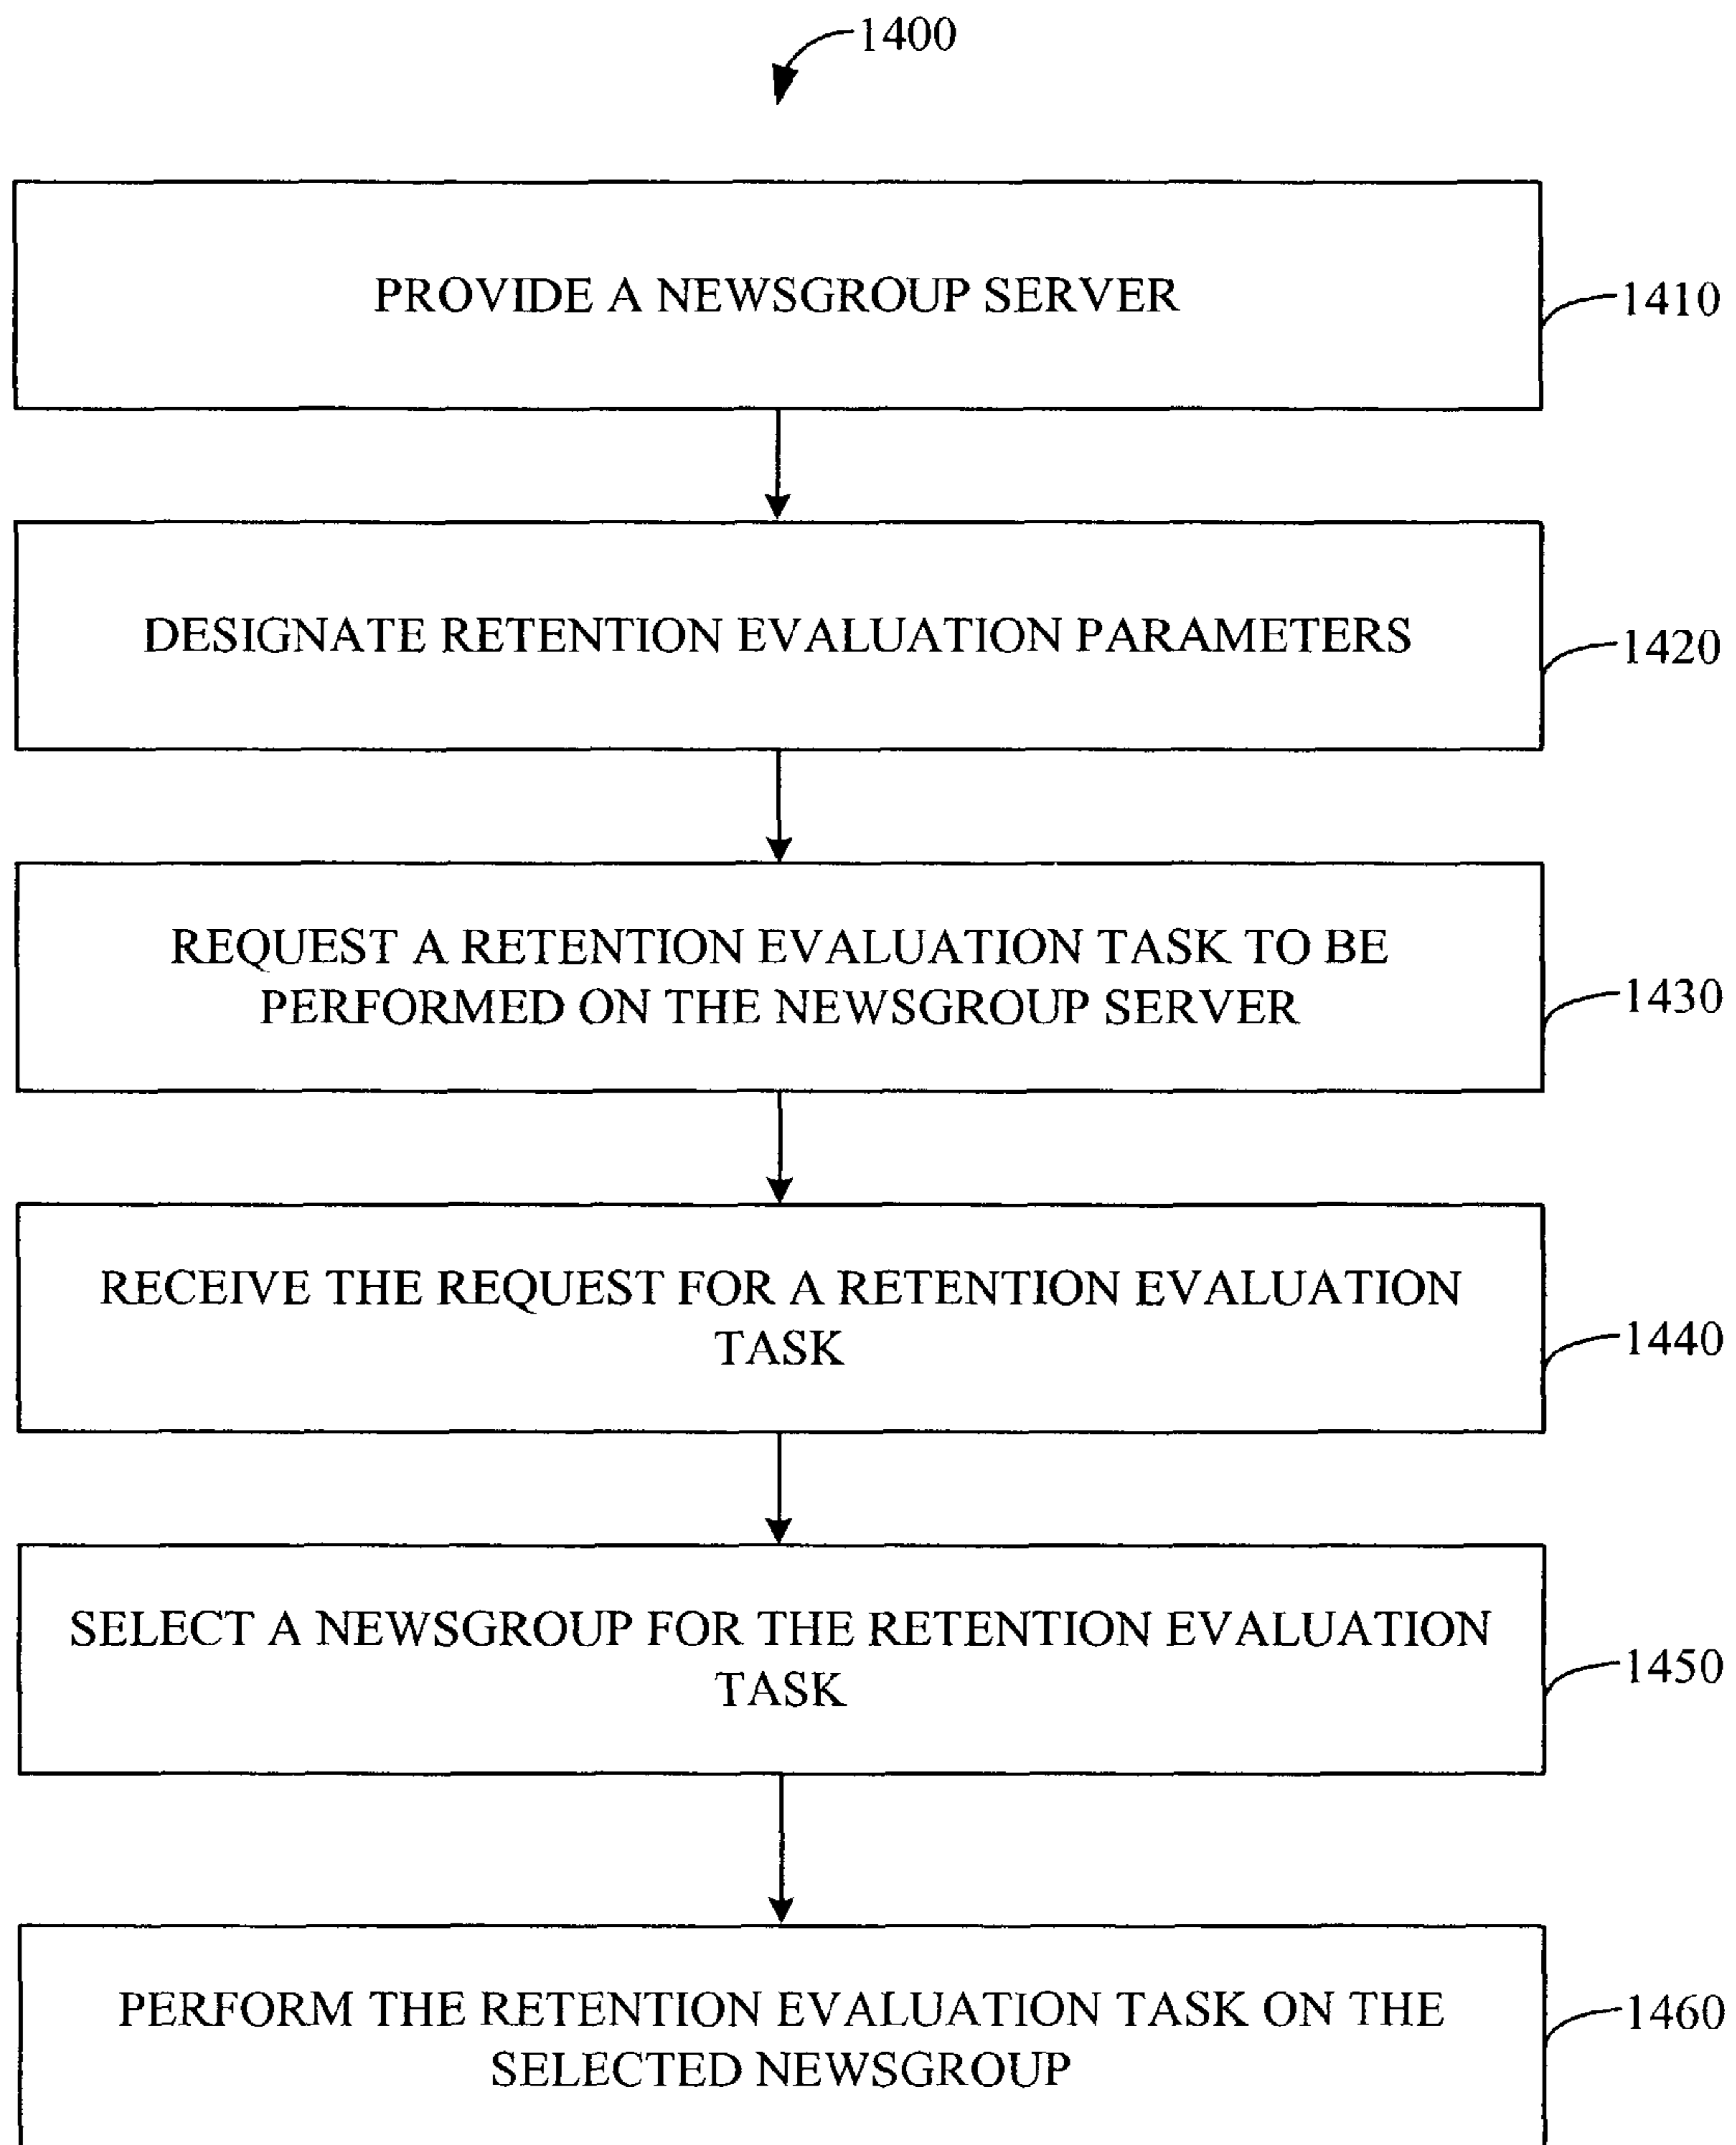 1400
PROVIDE A NEWSGROUP SERVER
1410
DESIGNATE RETENTION EVALUATION PARAMETERS
1420
REQUEST A RETENTION EVALUATION TASK TO BE
PERFORMED ON THE NEWSGROUP SERVER
1430
RECEIVE THE REQUEST FOR A RETENTION EVALUATION
TASK
1440
SELECT A NEWSGROUP FOR THE RETENTION EVALUATION
TASK
1450
PERFORM THE RETENTION EVALUATION TASK ON THE
SELECTED NEWSGROUP
1460